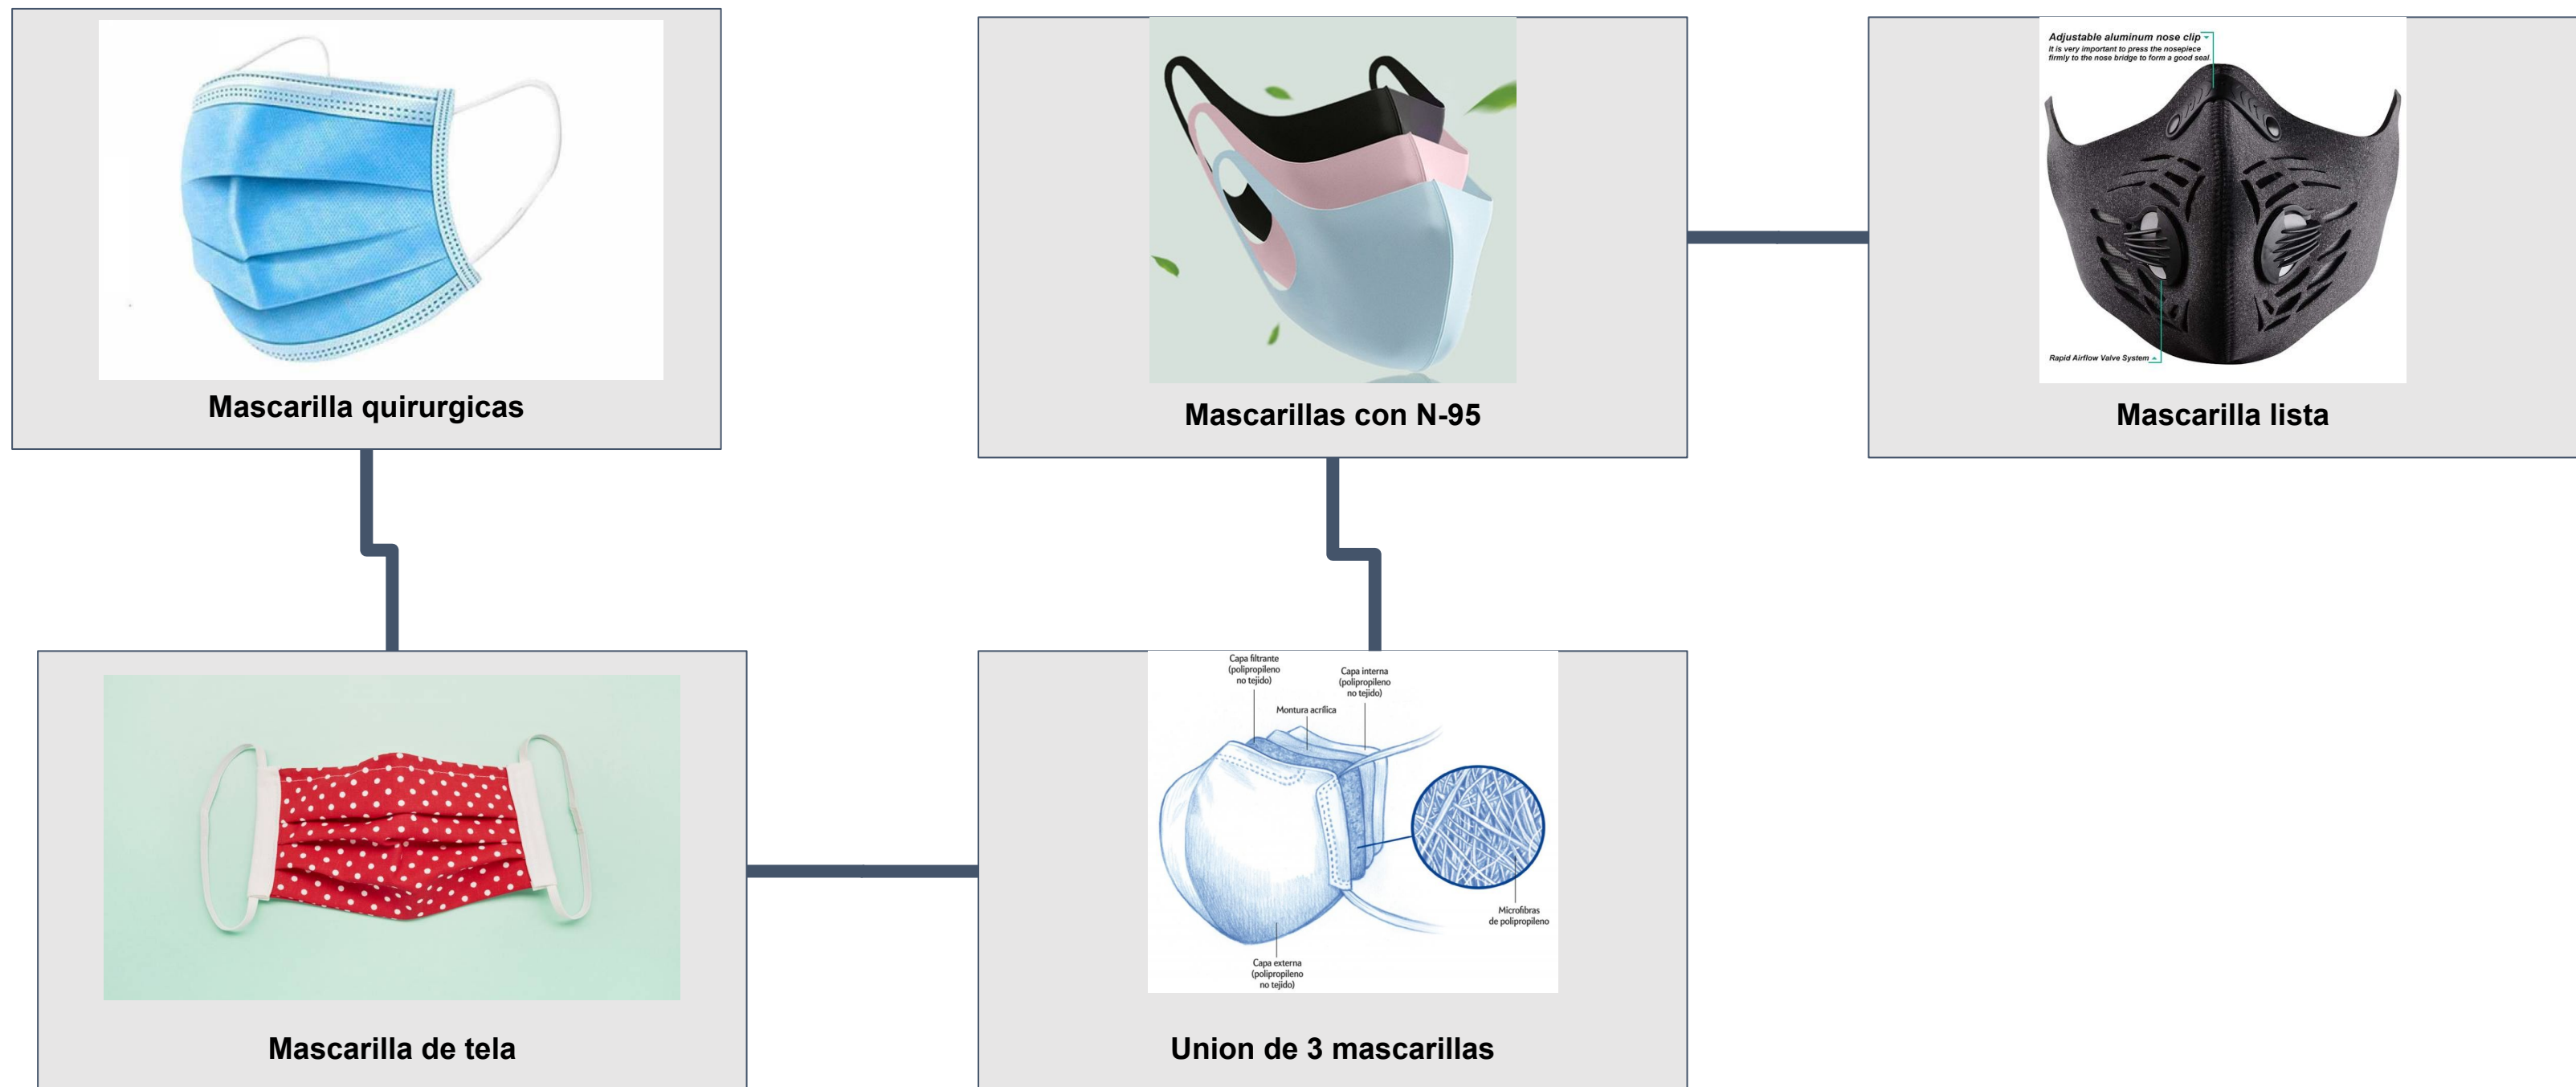 Mascarilla quirurgicas
Mascarillas con N-95
Adjustable aluminum nose clip
It is very important to press the nosepiece
firmly to the nose bridge to form a good seal.
Rapid Airflow Valve System
Mascarilla lista
Mascarilla de tela
Capa filtrante
(polipropileno
no tejido)
Capa interna
(polipropileno
no tejido)
Montura acrílica
Microfibras
de polipropileno
Capa externa
(polipropileno
no tejido)
Union de 3 mascarillas